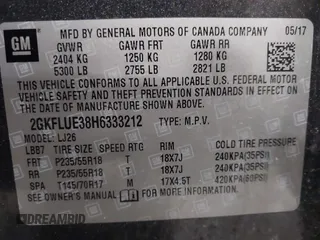 GM
MFD BY GENERAL MOTORS OF CANADA COMPANY 05/17
GVWR GAWR FRT GAWR RR
2404 KG 1250 KG 1280 KG
5300 LB 2755 LB 2821 LB
THIS VEHICLE CONFORMS TO ALL APPLICABLE U.S. FEDERAL
VEHICLE SAFETY AND THEFT PREVENTION STANDARDS
IN EFFECT ON THE DATE OF MANUFACTURE SHOWN ABOVE.
2GKFLUE38H6333212 TYPE: M.P.V.
MODEL: LJ26
LBBT TIRE SIZE SPEED RTG RIM COLD TIRE PRESSURE
FRT P235/55R18 H 18X7J 240KPA(35PSI)
RR P235/55R18 H 18X7J 240KPA(35PSI)
SPA T145/70R17 M 17X4.5T 420KPA(60PSI)
SEE OWNER'S MANUAL FOR
DREAMBID